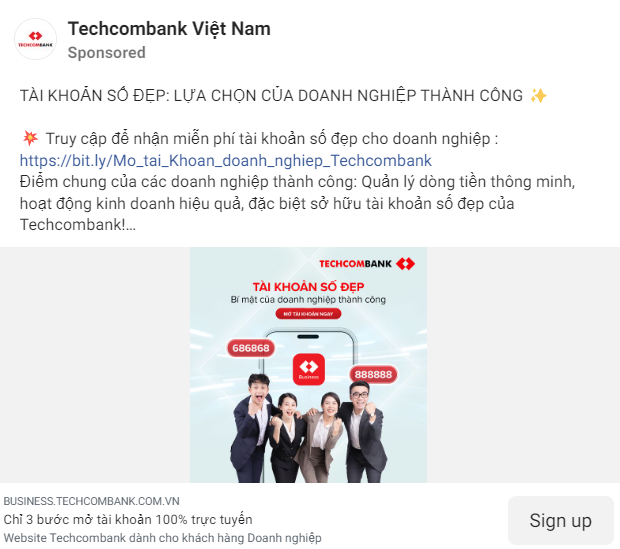 TECHCOMBANK
Techcombank Việt Nam
Sponsored
TÀI KHOẢN SỐ ĐẸP: LỰA CHỌN CỦA DOANH NGHIỆP THÀNH CÔNG ✨
💥 Truy cập để nhận miễn phí tài khoản số đẹp cho doanh nghiệp :
https://bit.ly/Mo_tai_Khoan_doanh_nghiep_Techcombank
Điểm chung của các doanh nghiệp thành công: Quản lý dòng tiền thông minh,
hoạt động kinh doanh hiệu quả, đặc biệt sở hữu tài khoản số đẹp của
Techcombank!...
TECHCOMBANK
TÀI KHOẢN SỐ ĐẸP
Bí mật của doanh nghiệp thành công
MỞ TÀI KHOẢN NGAY
686868
Business
888888
BUSINESS.TECHCOMBANK.COM.VN
Chỉ 3 bước mở tài khoản 100% trực tuyến
Website Techcombank dành cho khách hàng Doanh nghiệp
Sign up